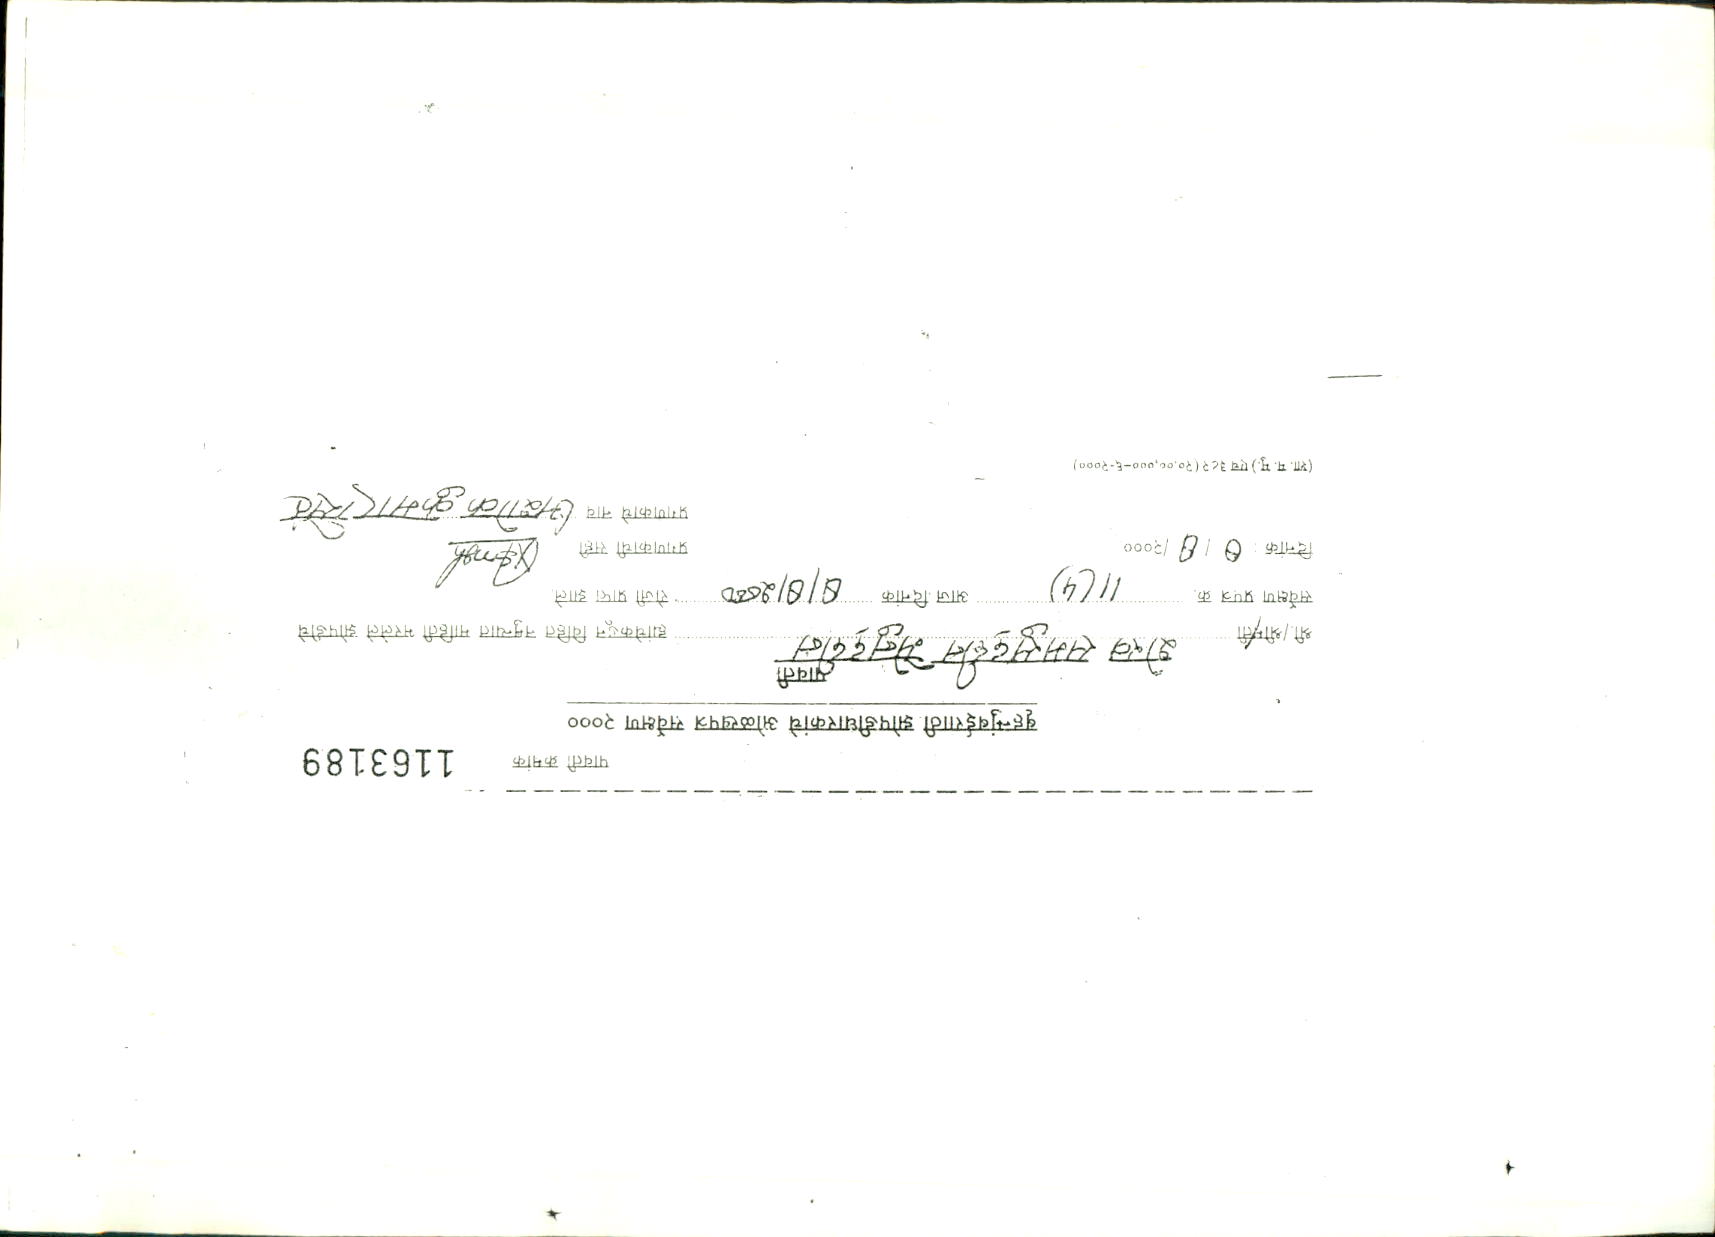 पावती क्रमांक 1163189
बृहन्मुंबईसाठी झोपडीधारकांचे ओळखपत्र सर्वेक्षण २०००
पावती
श्री./श्रीमती शेख समसुद्दीन मैनुद्दीन ह्यांचेकडून विहित नमुन्यात माहिती भरलेले झोपडीचे
सर्वेक्षण प्रपत्र क्र. 11(4) आज दिनांक 8/8/2000 रोजी प्राप्त झाले.
दिनांक : 8 / 8 /२००० प्रगणकाची सही
प्रगणकाचे नाव (अशोक कुमार सिंह
(शा. म. मु.) एच ३८२ (२०,००,०००-६-२०००)